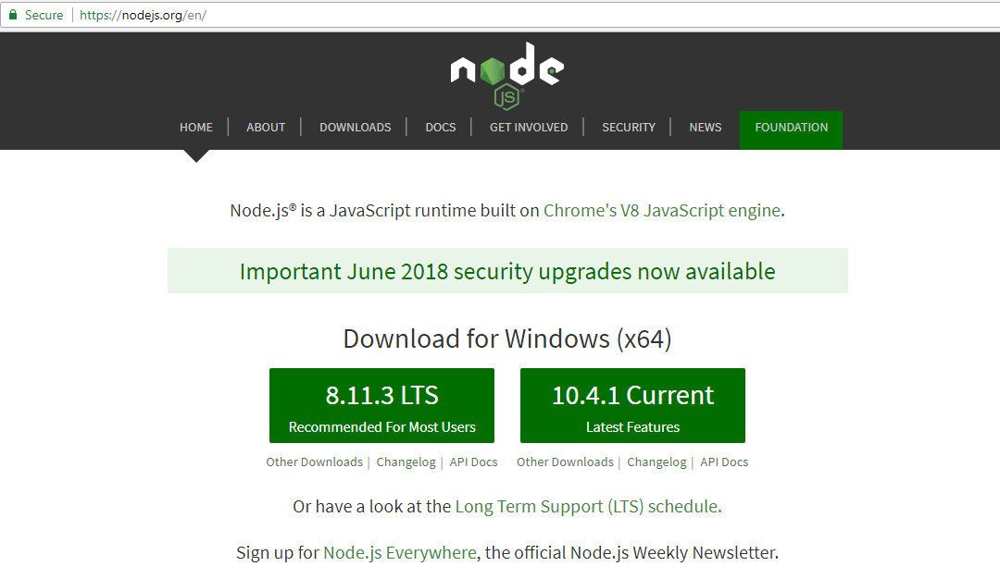 Secure | https://nodejs.org/en/
node
JS
HOME | ABOUT | DOWNLOADS | DOCS | GET INVOLVED | SECURITY | NEWS FOUNDATION
Node.js® is a JavaScript runtime built on Chrome's V8 JavaScript engine.
Important June 2018 security upgrades now available
Download for Windows (x64)
8.11.3 LTS 10.4.1 Current
Recommended For Most Users Latest Features
Other Downloads | Changelog | API Docs Other Downloads | Changelog | API Docs
Or have a look at the Long Term Support (LTS) schedule.
Sign up for Node.js Everywhere, the official Node.js Weekly Newsletter.